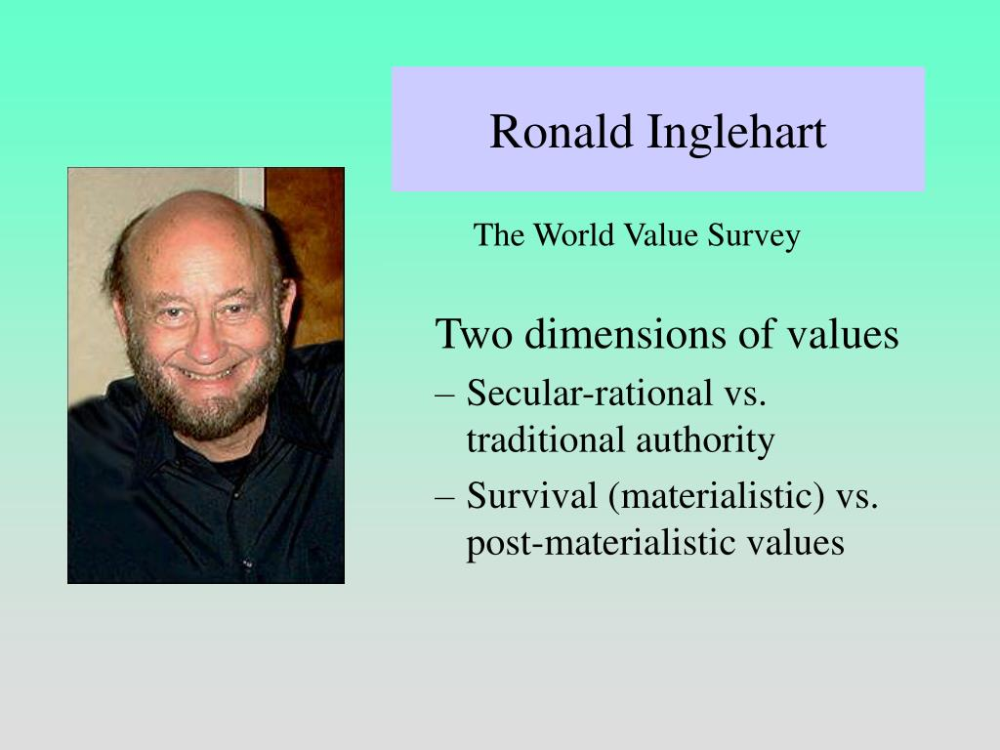 Ronald Inglehart
The World Value Survey
Two dimensions of values
– Secular-rational vs.
traditional authority
– Survival (materialistic) vs.
post-materialistic values